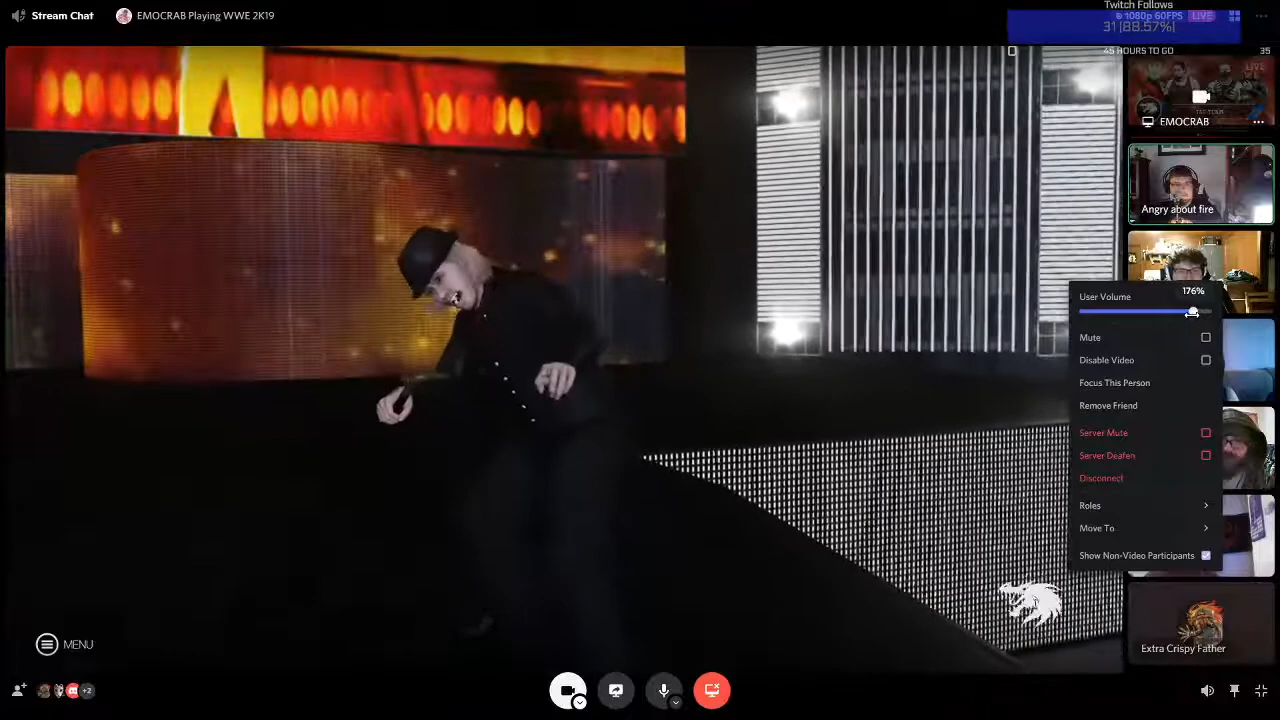 Twitch Follows
Stream Chat
EMOCRAB Playing WWE 2K19
1080p 60FPS
LIVE
31 (88.57%)
45 HOURS TO GO
35
LIVE
EMOCRAB
Angry about fire
176%
User Volume
Mute
Disable Video
Focus This Person
Remove Friend
Server Mute
Server Deafen
Disconnect
Roles
Move To
Show Non-Video Participants
MENU
Extra Crispy Father
+2